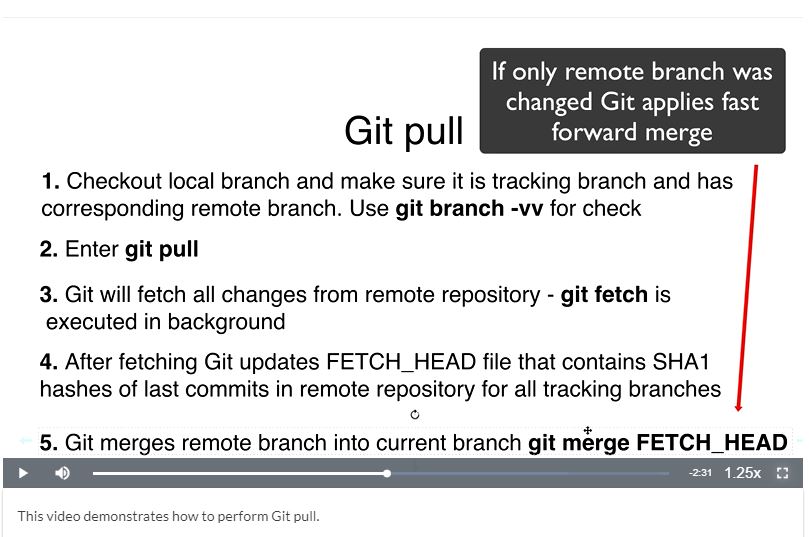 If only remote branch was
changed Git applies fast
forward merge
Git pull
1. Checkout local branch and make sure it is tracking branch and has
corresponding remote branch. Use git branch -vv for check
2. Enter git pull
3. Git will fetch all changes from remote repository - git fetch is
executed in background
4. After fetching Git updates FETCH_HEAD file that contains SHA1
hashes of last commits in remote repository for all tracking branches
5. Git merges remote branch into current branch git merge FETCH_HEAD
-2:31 1.25x
This video demonstrates how to perform Git pull.